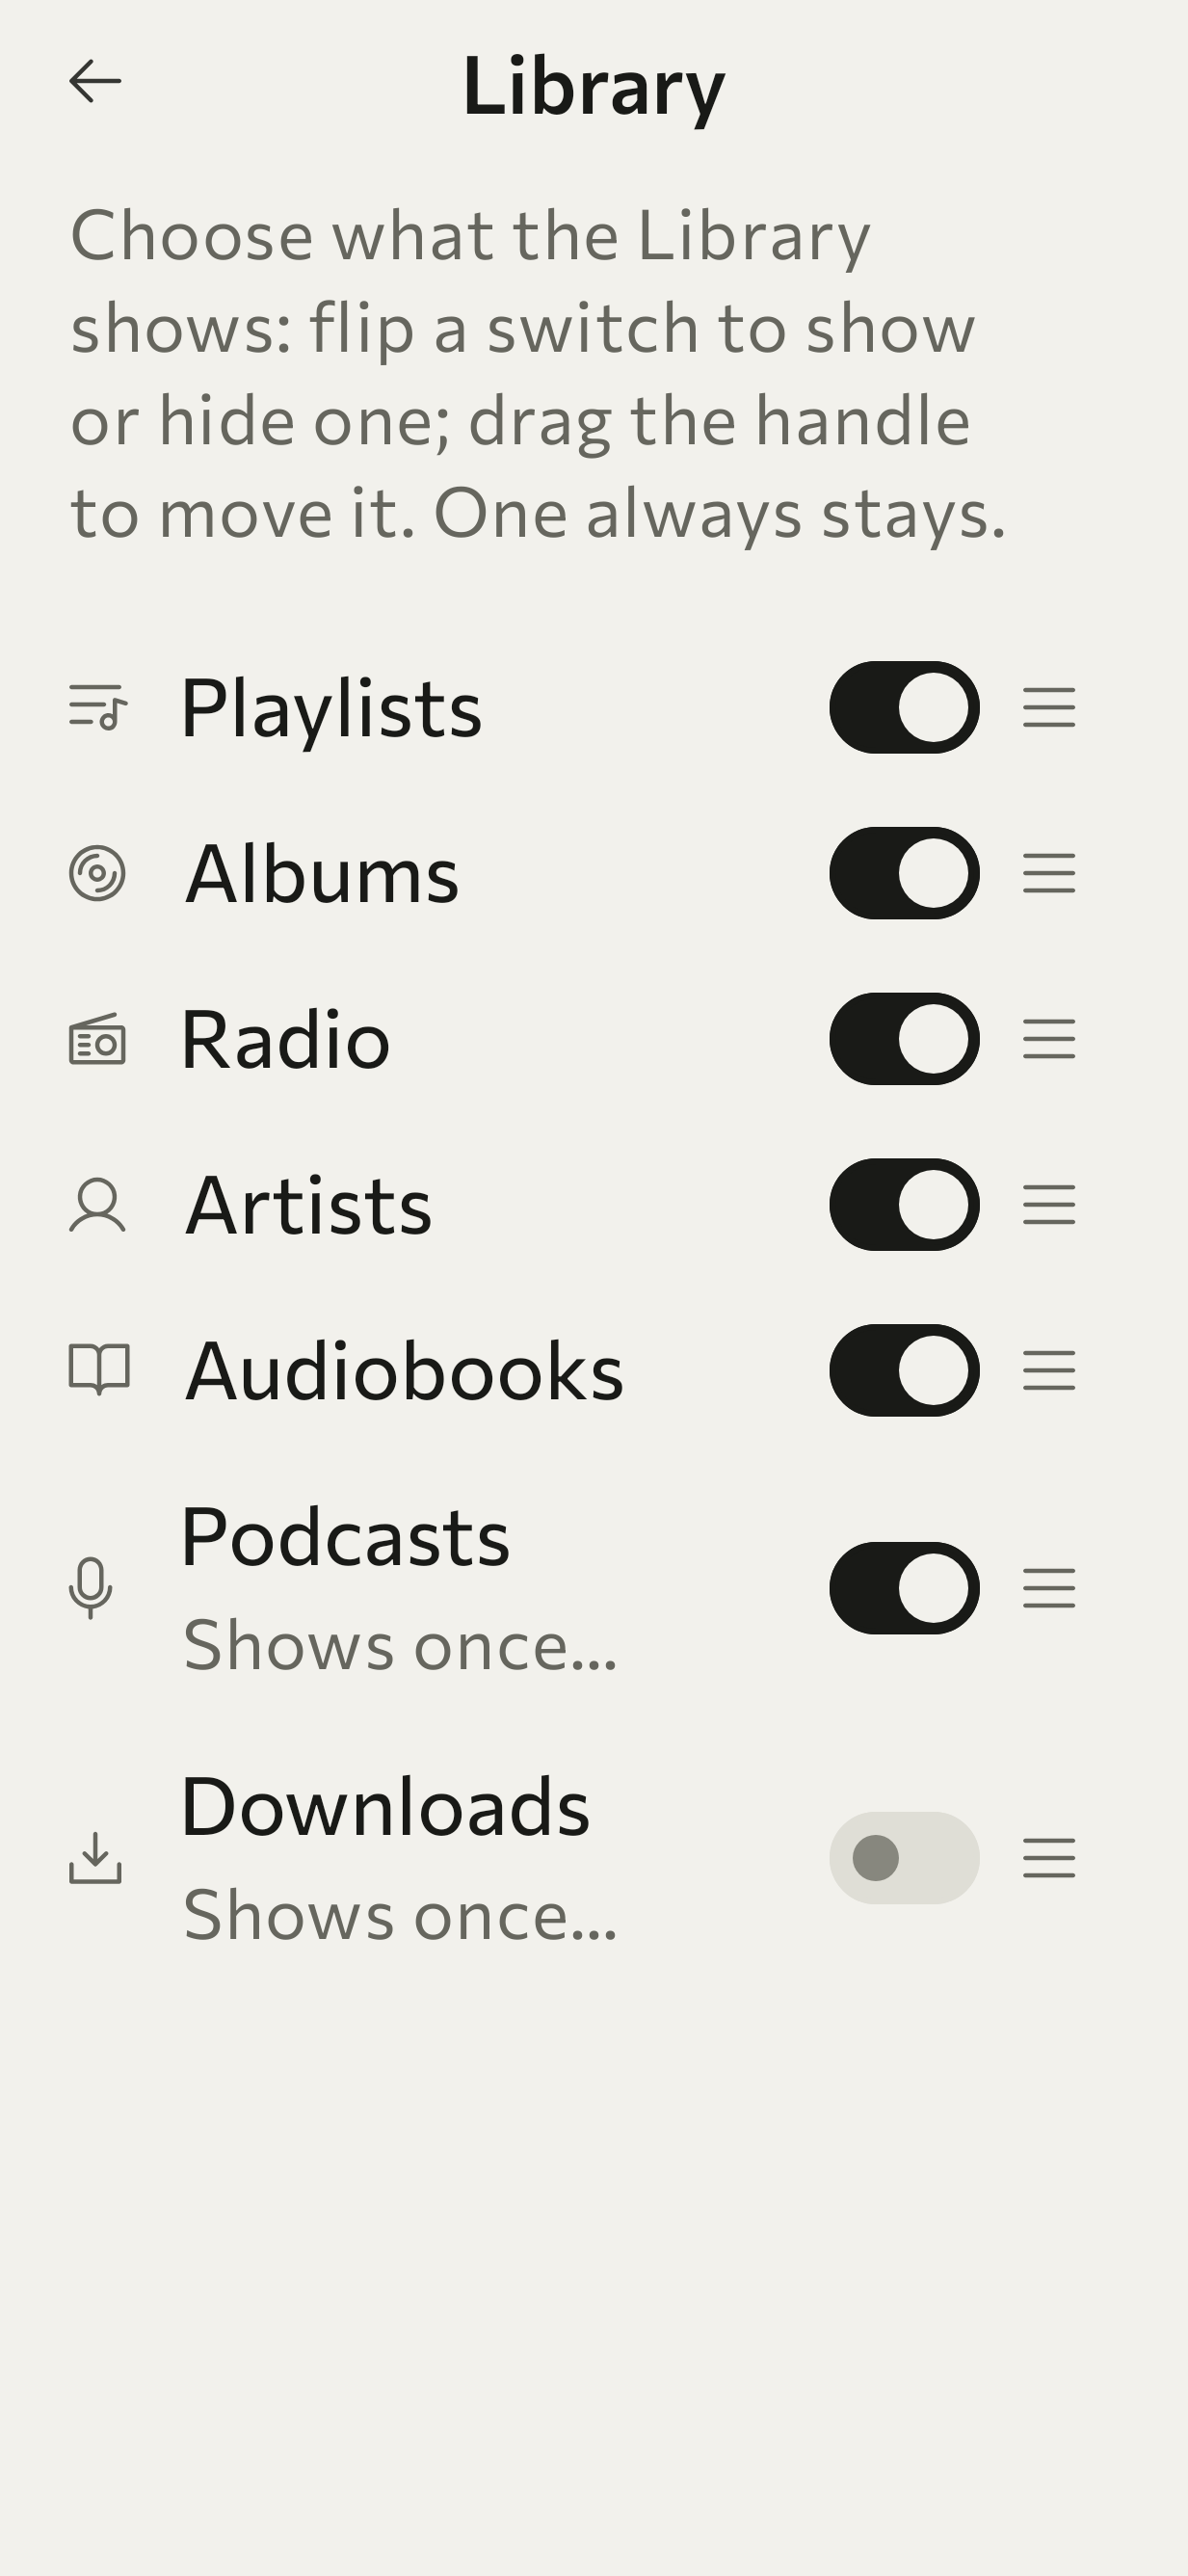 Library
Choose what the Library
shows: flip a switch to show
or hide one; drag the handle
to move it. One always stays.
Playlists
Albums
Radio
Artists
Audiobooks
Podcasts
Shows once...
Downloads
Shows once...